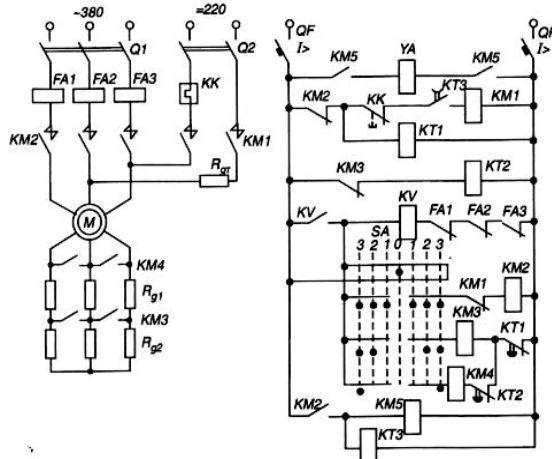 ~380
=220
Q1
Q2
FA1
FA2
FA3
KK
KM2
KM1
M
KM4
Rg1
KM3
Rg2
QF
I>
QF
I>
KM5
YA
KM5
KM2
KK
KT3
KM1
KT1
KM3
KT2
KV
KV
FA1
FA2
FA3
SA
3 2 1 0 1 2 3
KM1
KM2
KM3
KT1
KM4
KT2
KM2
KM5
KT3